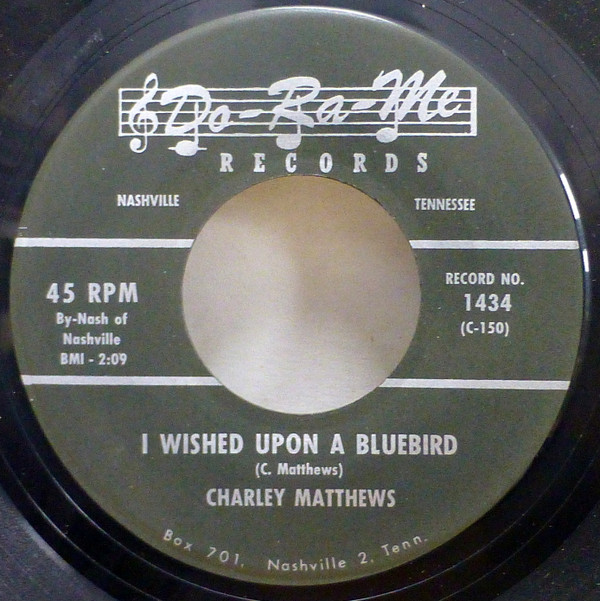 Do-Ra-Me
RECORDS
NASHVILLE
TENNESSEE
45 RPM
By-Nash of
Nashville
BMI - 2:09
RECORD NO.
1434
(C-150)
I WISHED UPON A BLUEBIRD
(C. Matthews)
CHARLEY MATTHEWS
Box 701, Nashville 2, Tenn.